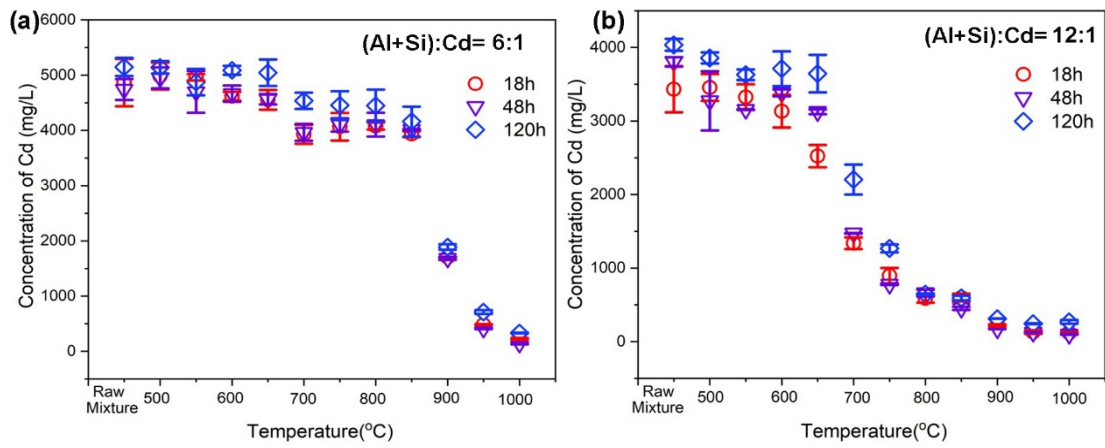 (a)
(Al+Si):Cd= 6:1
18h
48h
120h
Concentration of Cd (mg/L)
6000
5000
4000
3000
2000
1000
0
Raw
Mixture
500
600
700
800
900
1000
Temperature(°C)
(b)
(Al+Si):Cd= 12:1
18h
48h
120h
Concentration of Cd (mg/L)
4000
3000
2000
1000
0
Raw
Mixture
500
600
700
800
900
1000
Temperature(°C)